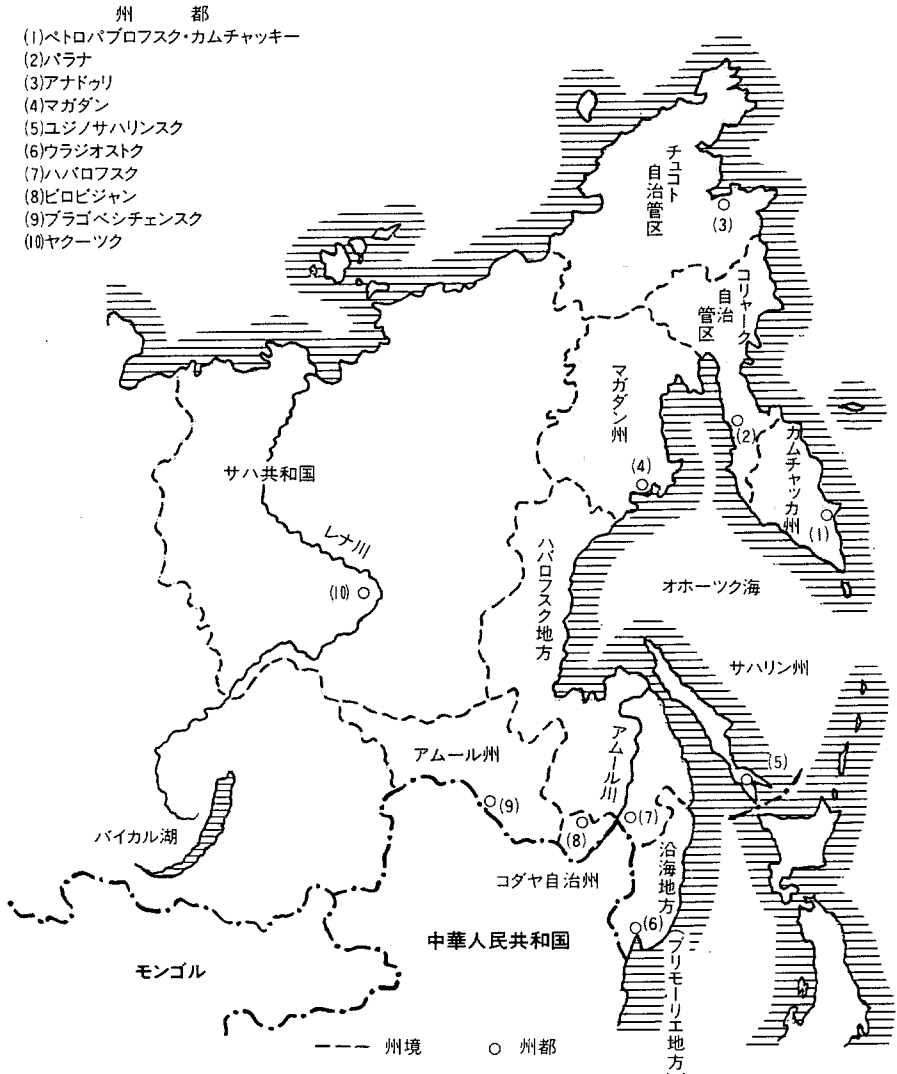 州都
(1)ペトロパブロフスク・カムチャッキー
(2)パラナ
(3)アナドゥリ
(4)マガダン
(5)ユジノサハリンスク
(6)ウラジオストク
(7)ハバロフスク
(8)ビロビジャン
(9)ブラゴベシチェンスク
(10)ヤクーツク
チュコト
自治管区
(3)
コリャーク
自治
管区
マガダン州
(4)
(2)
カムチャッカ州
(1)
サハ共和国
レナ川
(10)
ハバロフスク地方
オホーツク海
サハリン州
アムール州
アムール川
(5)
(9)
(8)
(7)
バイカル湖
コダヤ自治州
沿海地方
(プリモーリエ地方)
(6)
中華人民共和国
モンゴル
州境
州都